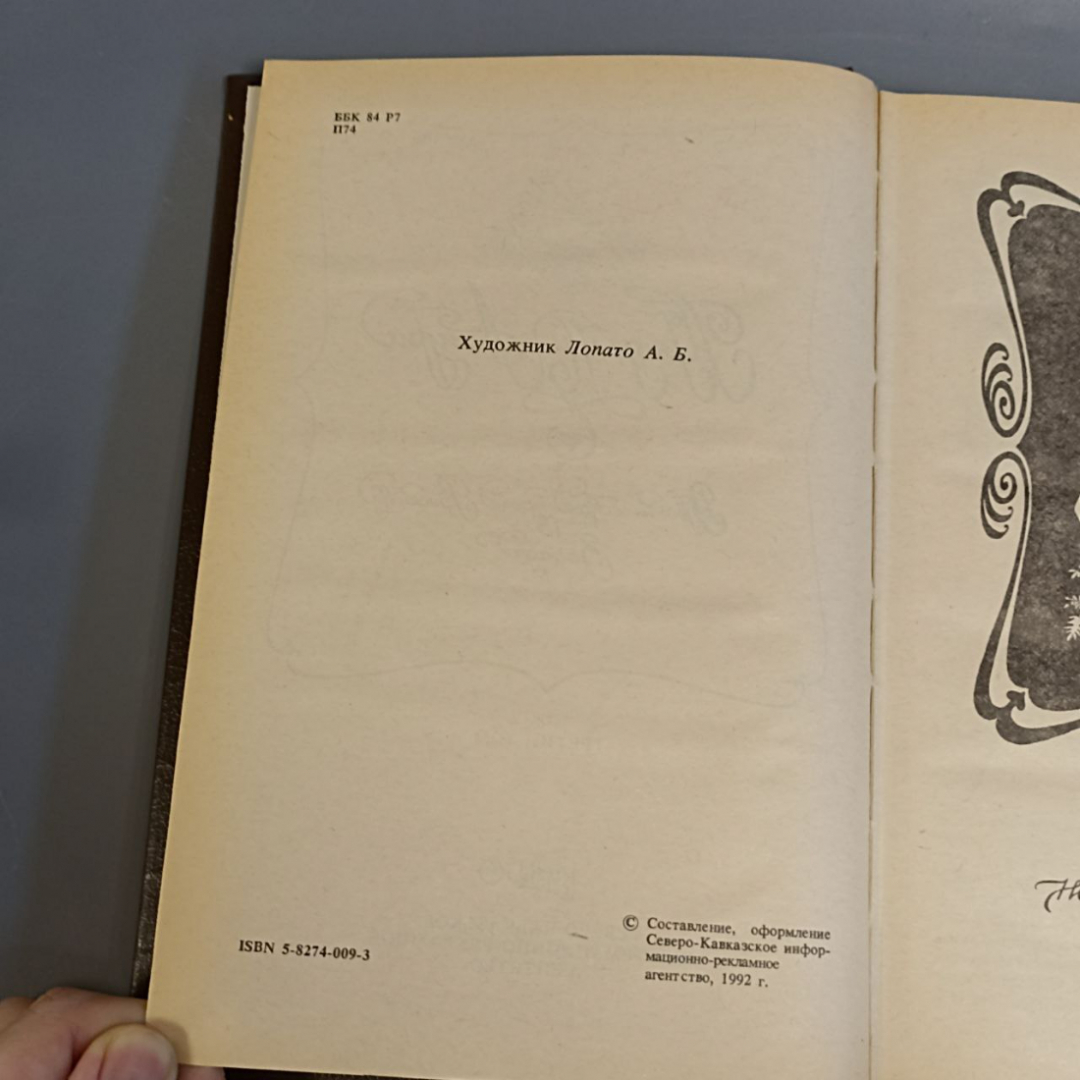 ББК 84 Р7
П74
Художник Лопато А. Б.
ISBN 5-8274-009-3
© Составление, оформление
Северо-Кавказское инфор-
мационно-рекламное
агентство, 1992 г.